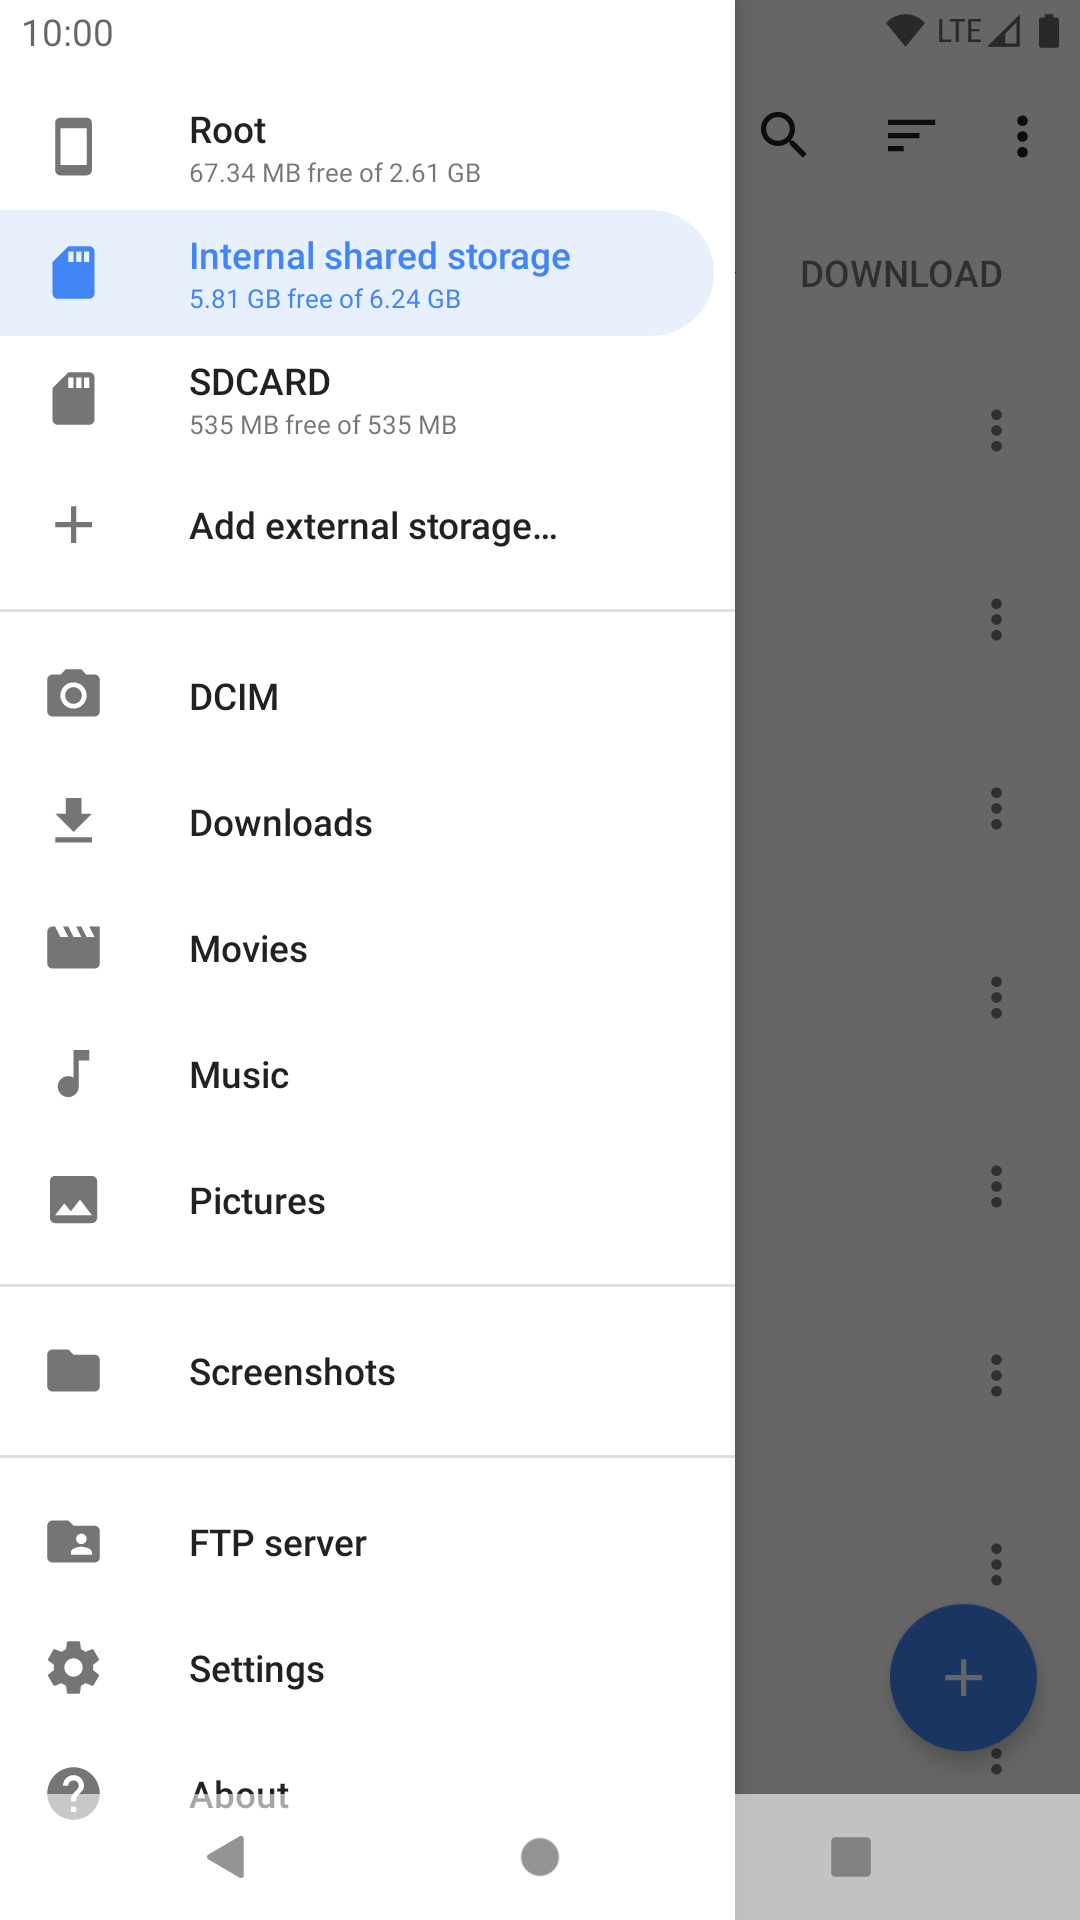 10:00
LTE
Root
67.34 MB free of 2.61 GB
Internal shared storage
5.81 GB free of 6.24 GB
DOWNLOAD
SDCARD
535 MB free of 535 MB
Add external storage…
DCIM
Downloads
Movies
Music
Pictures
Screenshots
FTP server
Settings
About